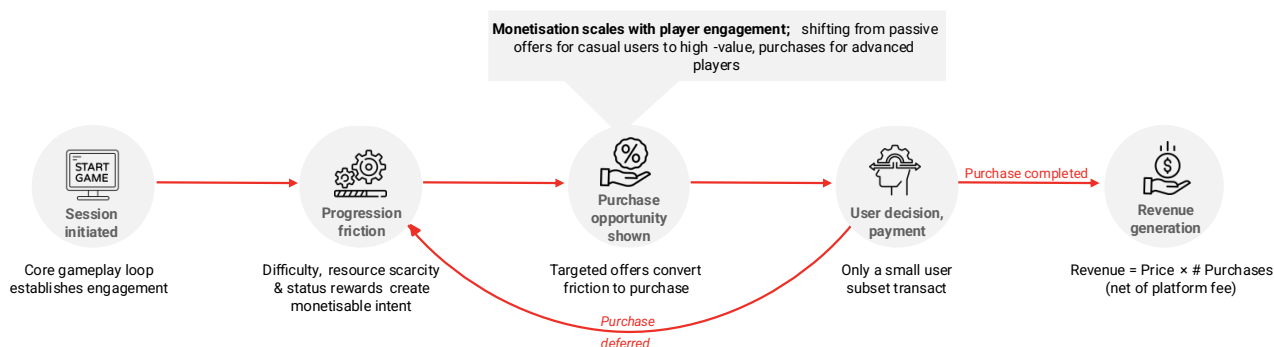 Monetisation scales with player engagement; shifting from passive
offers for casual users to high -value, purchases for advanced
players
START
GAME
Session
initiated
Core gameplay loop
establishes engagement
Progression
friction
Difficulty, resource scarcity
& status rewards create
monetisable intent
%
Purchase
opportunity
shown
Targeted offers convert
friction to purchase
User decision,
payment
Only a small user
subset transact
Purchase completed
$
Revenue
generation
Revenue = Price × # Purchases
(net of platform fee)
Purchase
deferred